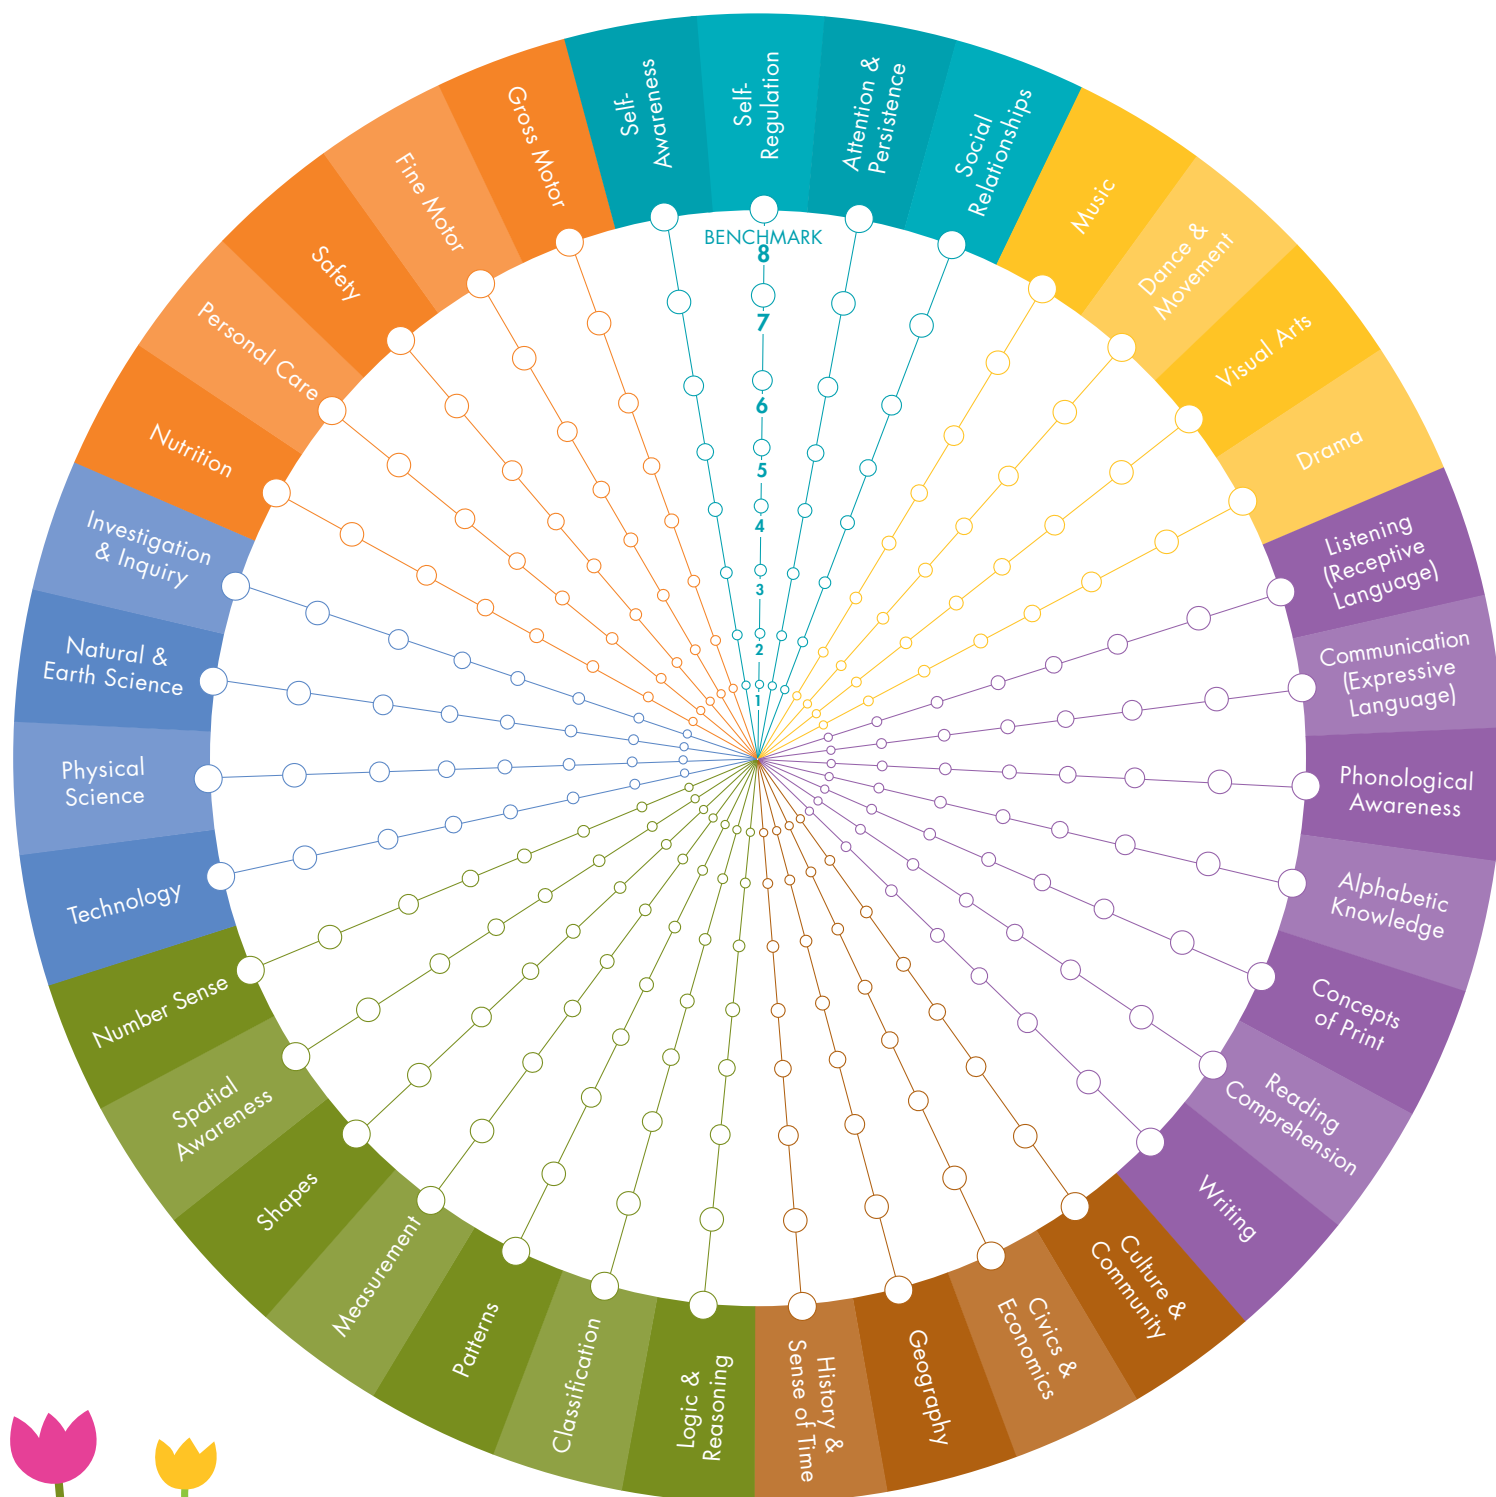 Self-
Awareness
Self-
Regulation
Attention &
Persistence
Social
Relationships
Music
Dance &
Movement
Visual Arts
Drama
Listening
(Receptive
Language)
Communication
(Expressive
Language)
Phonological
Awareness
Alphabetic
Knowledge
Concepts
of Print
Reading
Comprehension
Writing
Culture &
Community
Civics &
Economics
Geography
History &
Sense of Time
Logic &
Reasoning
Classification
Patterns
Measurement
Shapes
Spatial
Awareness
Number Sense
Technology
Physical
Science
Natural &
Earth Science
Investigation
& Inquiry
Nutrition
Personal Care
Safety
Fine Motor
Gross Motor
BENCHMARK
8
7
6
5
4
3
2
1